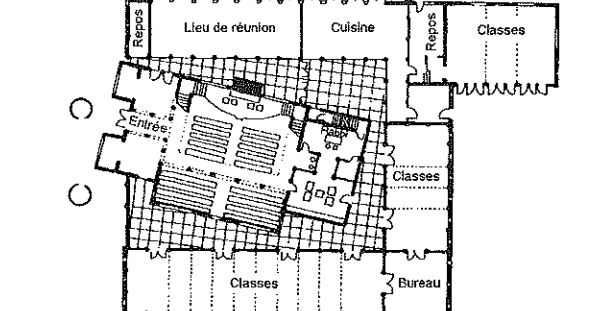 Repos
Lieu de réunion
Cuisine
Repos
Classes
Entrée
Rabbi
Classes
Classes
Bureau